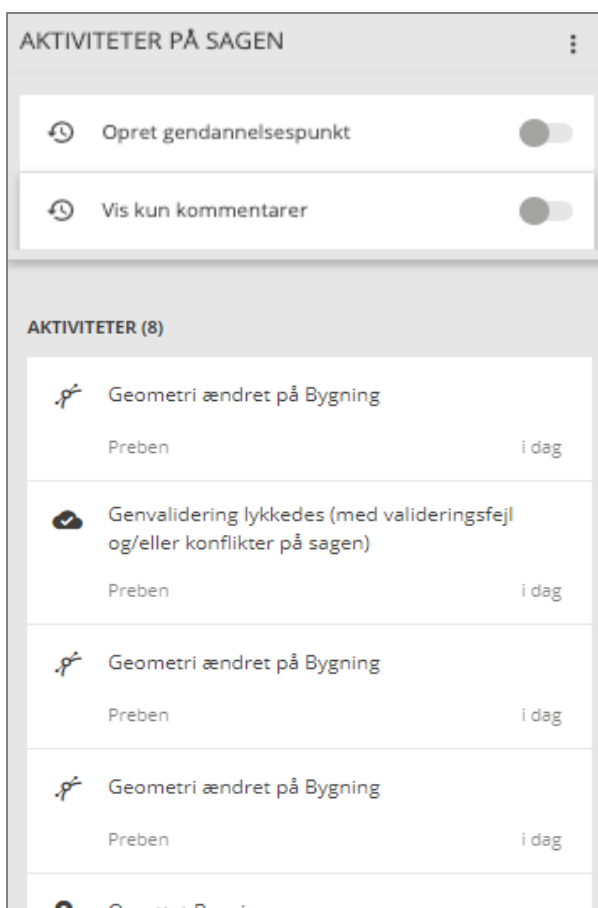 AKTIVITETER PÅ SAGEN
Opret gendannelsespunkt
Vis kun kommentarer
AKTIVITETER (8)
Geometri ændret på Bygning
Preben i dag
Genvalidering lykkedes (med valideringsfejl
og/eller konflikter på sagen)
Preben i dag
Geometri ændret på Bygning
Preben i dag
Geometri ændret på Bygning
Preben i dag